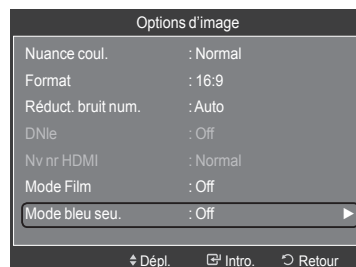 Options d’image
Nuance coul. : Normal
Format : 16:9
Réduct. bruit num. : Auto
DNIe : Off
Nv nr HDMI : Normal
Mode Film : Off
Mode bleu seu. : Off
Dépl. Intro. Retour